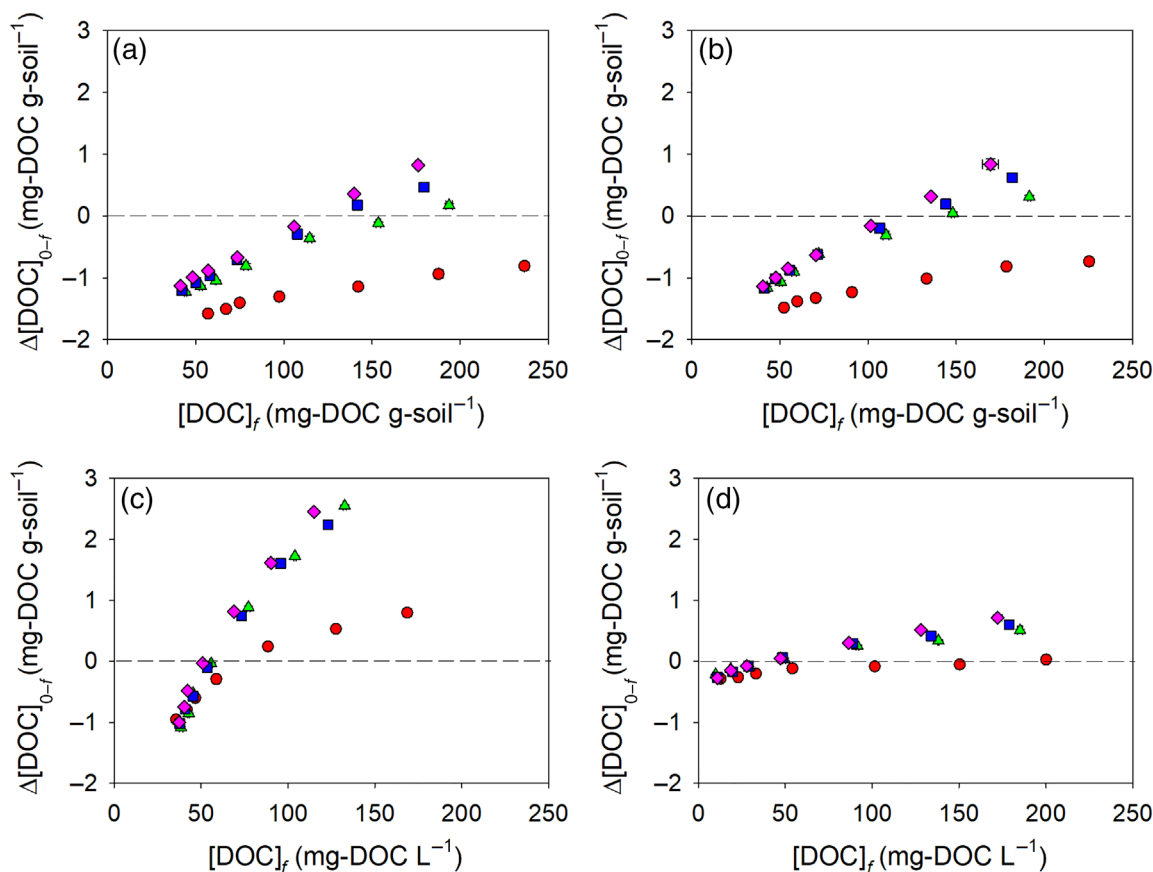 (a)
3
2
1
0
−1
−2
Δ[DOC]0–f (mg-DOC g-soil−1)
0 50 100 150 200 250
[DOC]f (mg-DOC g-soil−1)
(b)
3
2
1
0
−1
−2
Δ[DOC]0–f (mg-DOC g-soil−1)
0 50 100 150 200 250
[DOC]f (mg-DOC g-soil−1)
(c)
3
2
1
0
−1
−2
Δ[DOC]0–f (mg-DOC g-soil−1)
0 50 100 150 200 250
[DOC]f (mg-DOC L−1)
(d)
3
2
1
0
−1
−2
Δ[DOC]0–f (mg-DOC g-soil−1)
0 50 100 150 200 250
[DOC]f (mg-DOC L−1)